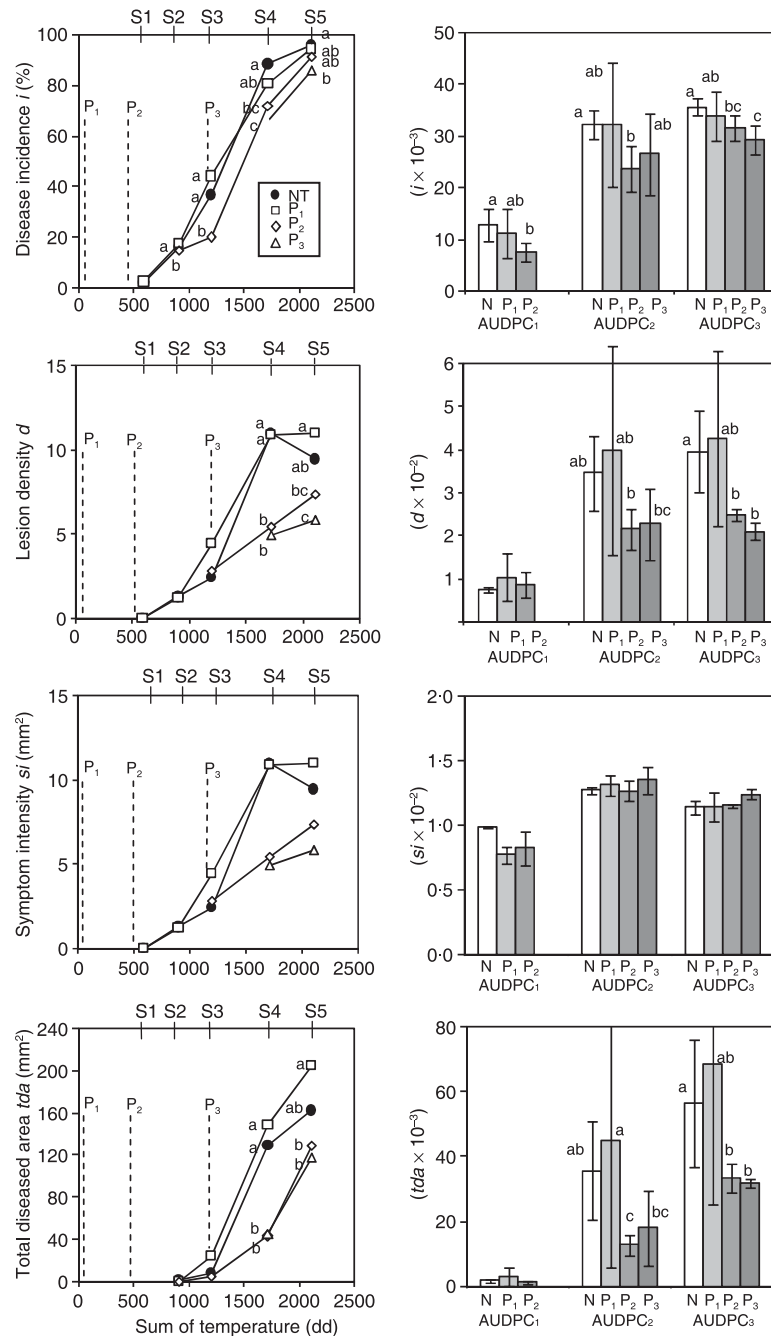 S1 S2 S3 S4 S5
Disease incidence i (%)
100
80
60
40
20
0
P1 P2 P3
a
a
a
ab
ab
ab
b
bc
c
a
a
a
b
b
NT
P1
P2
P3
0 500 1000 1500 2000 2500
(i × 10−3)
50
40
30
20
10
0
a ab b
a ab b ab
a ab bc c
N P1 P2 N P1 P2 P3 N P1 P2 P3
AUDPC1 AUDPC2 AUDPC3
S1 S2 S3 S4 S5
Lesion density d
15
10
5
0
P1 P2 P3
a
a
a
ab
bc
b
c
b
0 500 1000 1500 2000 2500
(d × 10−2)
6
5
4
3
2
1
ab ab b bc
a ab b b
N P1 P2 N P1 P2 P3 N P1 P2 P3
AUDPC1 AUDPC2 AUDPC3
S1 S2 S3 S4 S5
Symptom intensity si (mm2)
15
10
5
0
P1 P2 P3
0 500 1000 1500 2000 2500
(si × 10−2)
2·0
1·5
1·0
0·5
0·0
N P1 P2 N P1 P2 P3 N P1 P2 P3
AUDPC1 AUDPC2 AUDPC3
S1 S2 S3 S4 S5
Total diseased area tda (mm2)
240
200
160
120
80
40
0
P1 P2 P3
a
ab
a
a
b
b
b
b
0 500 1000 1500 2000 2500
Sum of temperature (dd)
(tda × 10−3)
80
60
40
20
0
ab a c bc
a ab b b
N P1 P2 N P1 P2 P3 N P1 P2 P3
AUDPC1 AUDPC2 AUDPC3